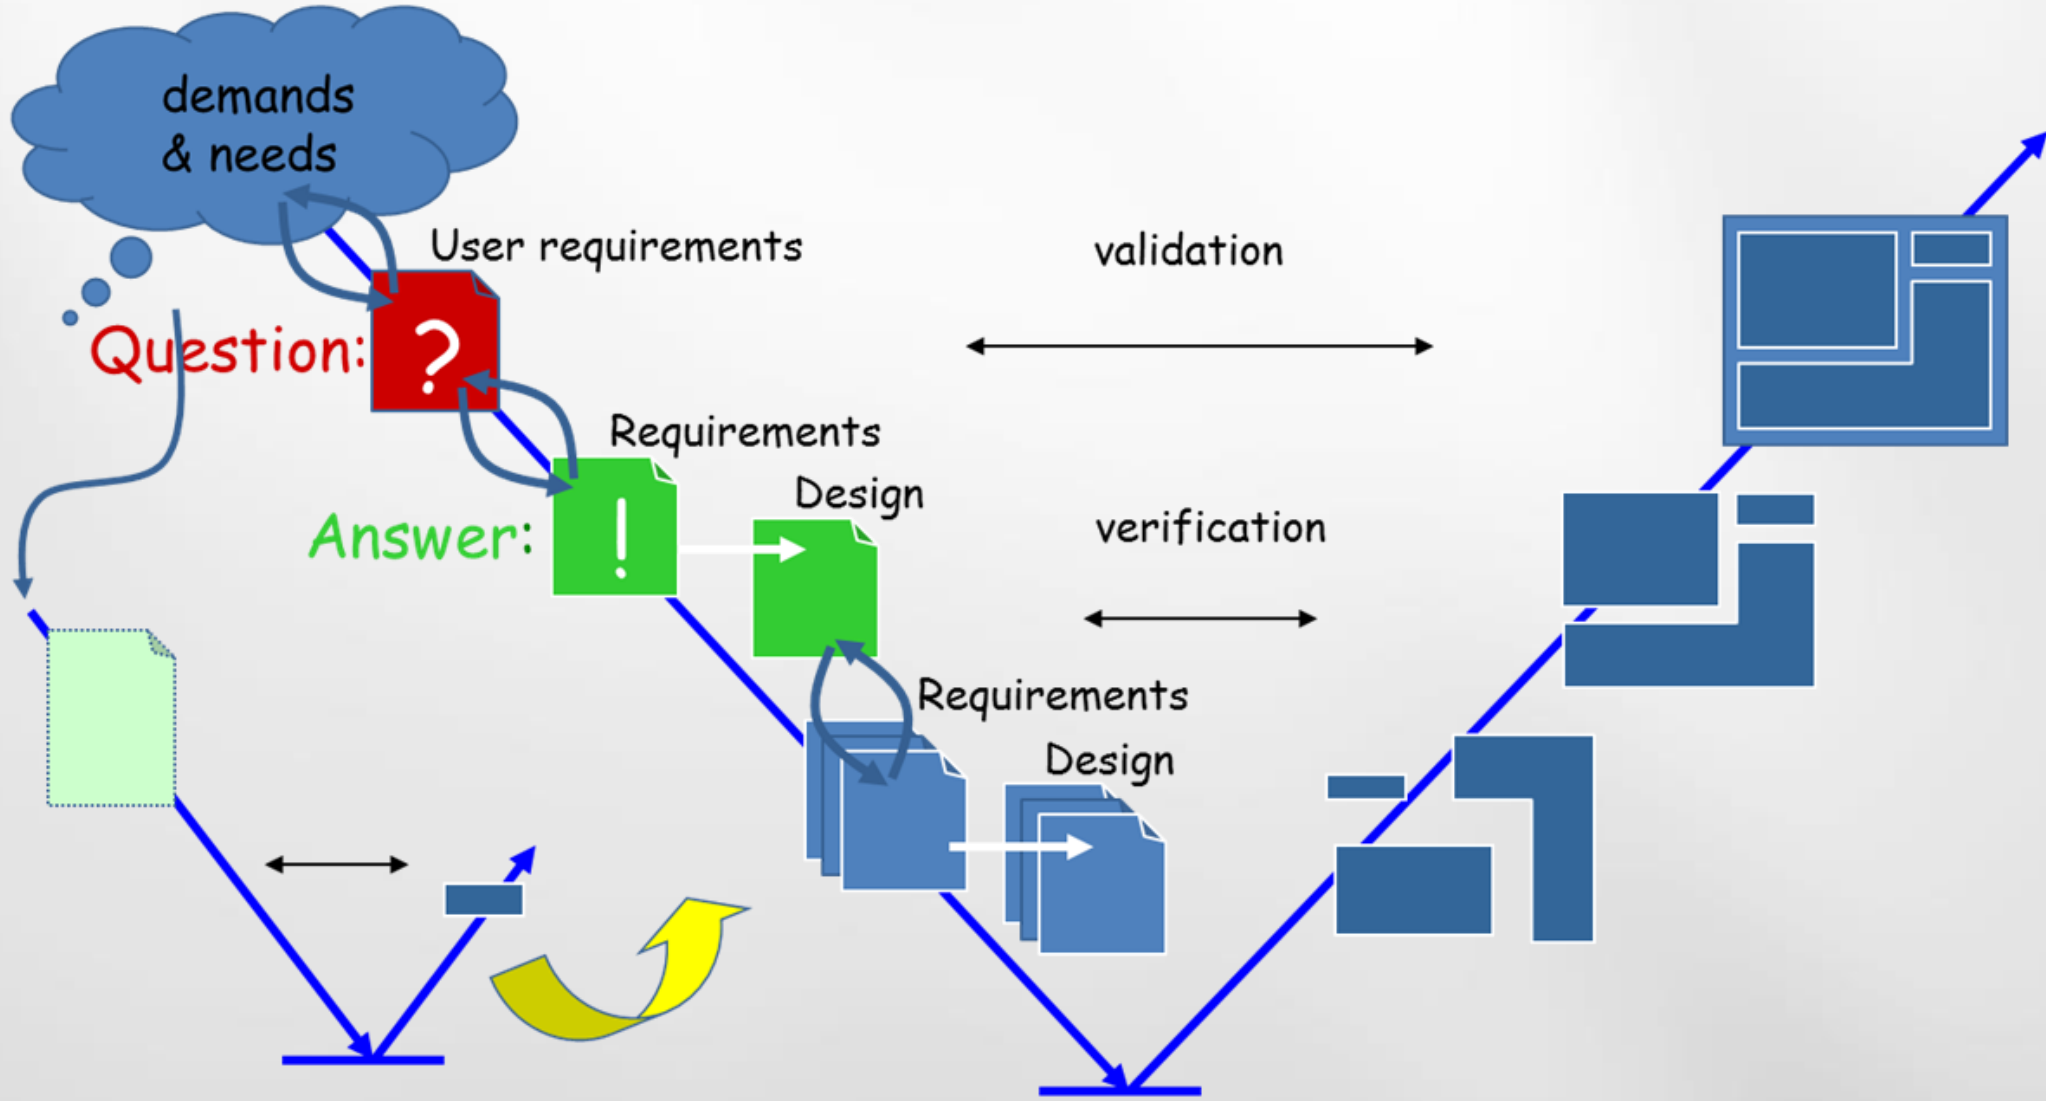 demands
& needs
User requirements
validation
Question:
?
Requirements
Design
Answer:
!
verification
Requirements
Design